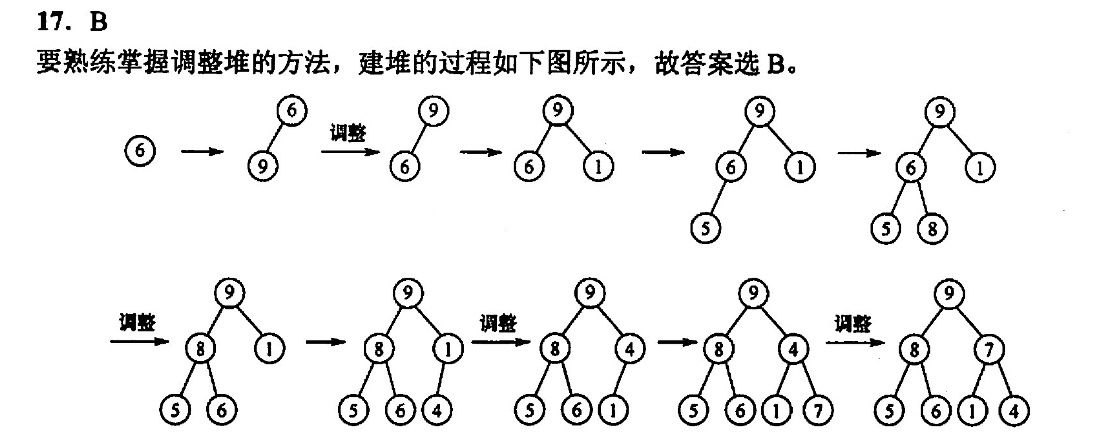 17. B
要熟练掌握调整堆的方法，建堆的过程如下图所示，故答案选 B。
6 6 9 调整 9 6 9 6 1 9 6 1 5 9 6 1 5 8
调整 9 8 1 5 6 9 8 1 5 6 4 调整 9 8 4 5 6 1 9 8 4 5 6 1 7 调整 9 8 7 5 6 1 4